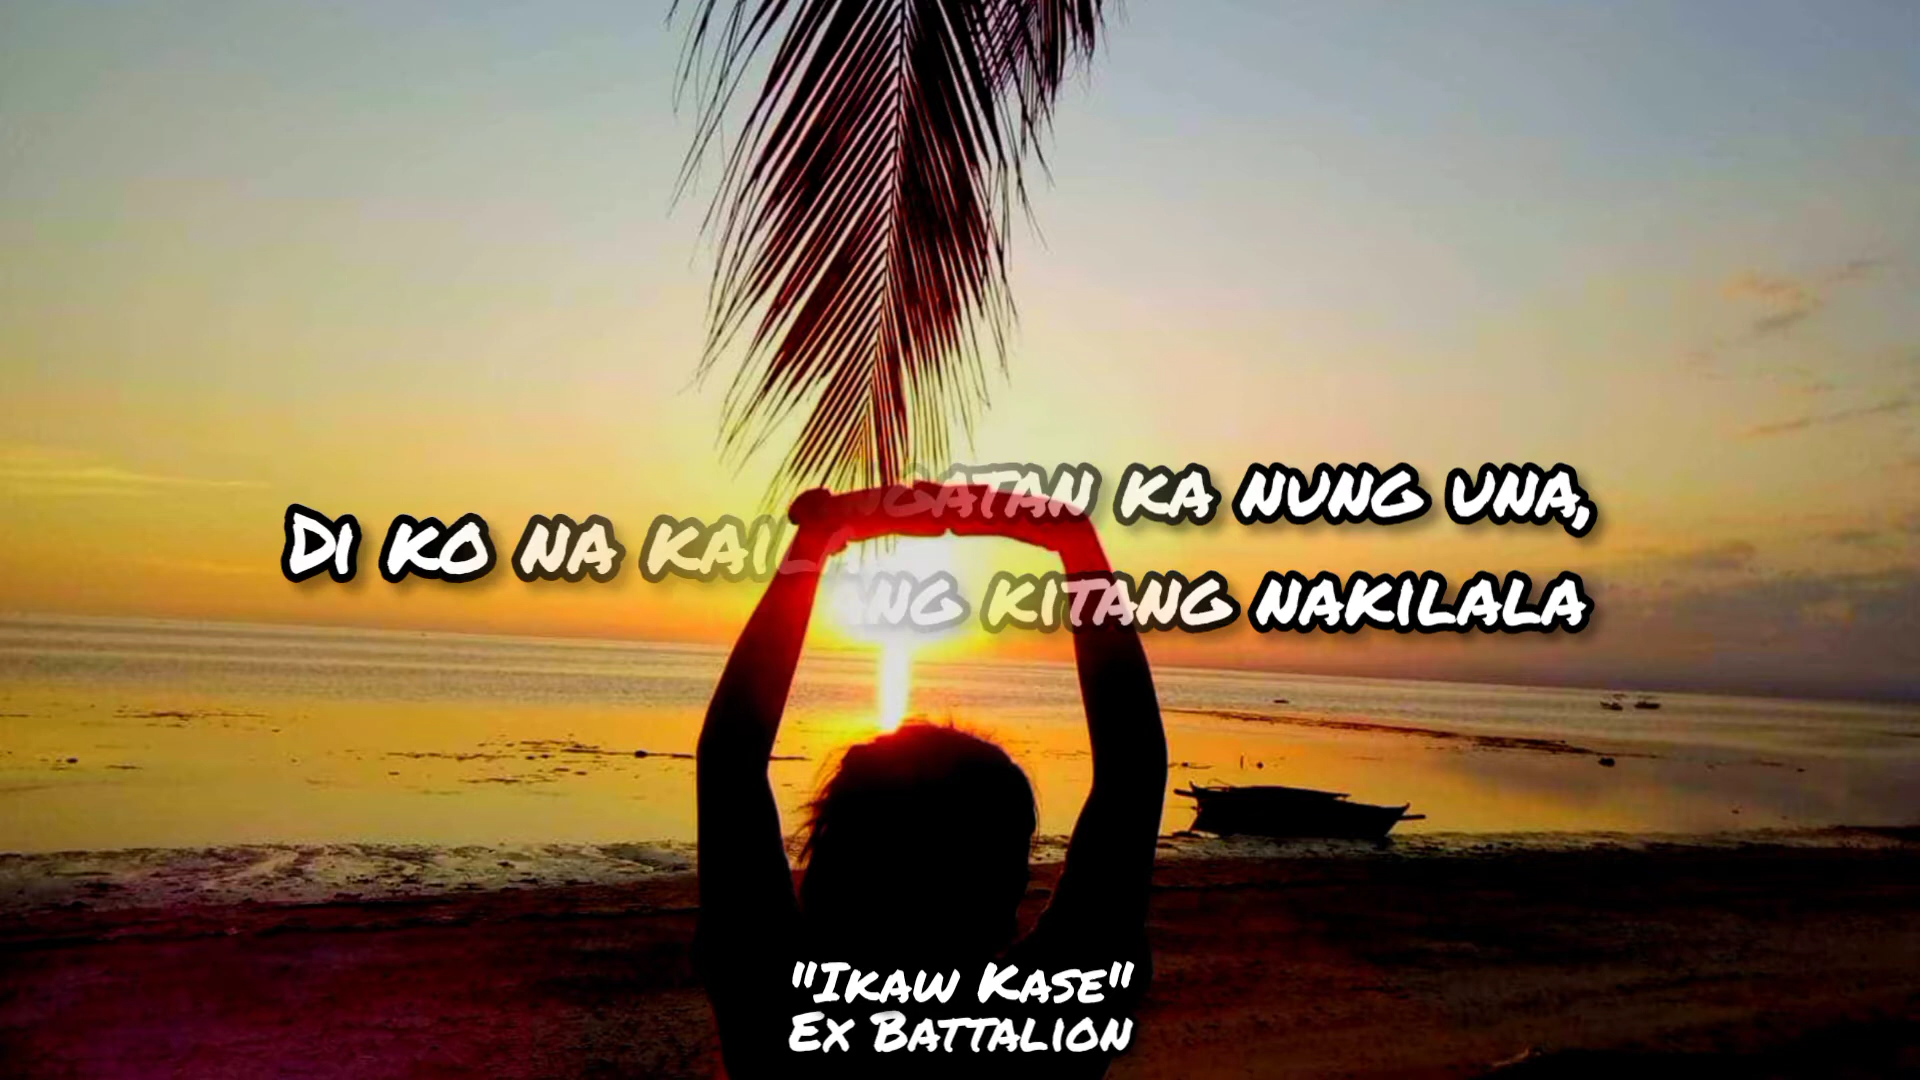 ka nung una,
Di ko na
kitang nakilala
"Ikaw Kase"
Ex Battalion